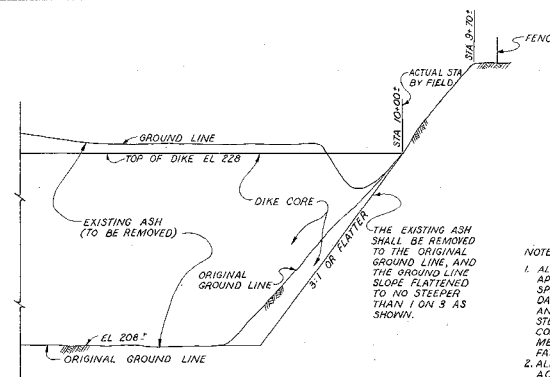 STA 9+70±
FENC
ACTUAL STA
BY FIELD
STA 10+00±
GROUND LINE
TOP OF DIKE EL 228
DIKE CORE
EXISTING ASH
(TO BE REMOVED)
3:1 OR FLATTER
THE EXISTING ASH
SHALL BE REMOVED
TO THE ORIGINAL
GROUND LINE, AND
THE GROUND LINE
SLOPE FLATTENED
TO NO STEEPER
THAN 1 ON 3 AS
SHOWN.
ORIGINAL
GROUND LINE
EL 208±
ORIGINAL GROUND LINE
NOTE
1. AL
AP
SP
DA
AN
STE
CO
ME
FA
2. ALL
AC